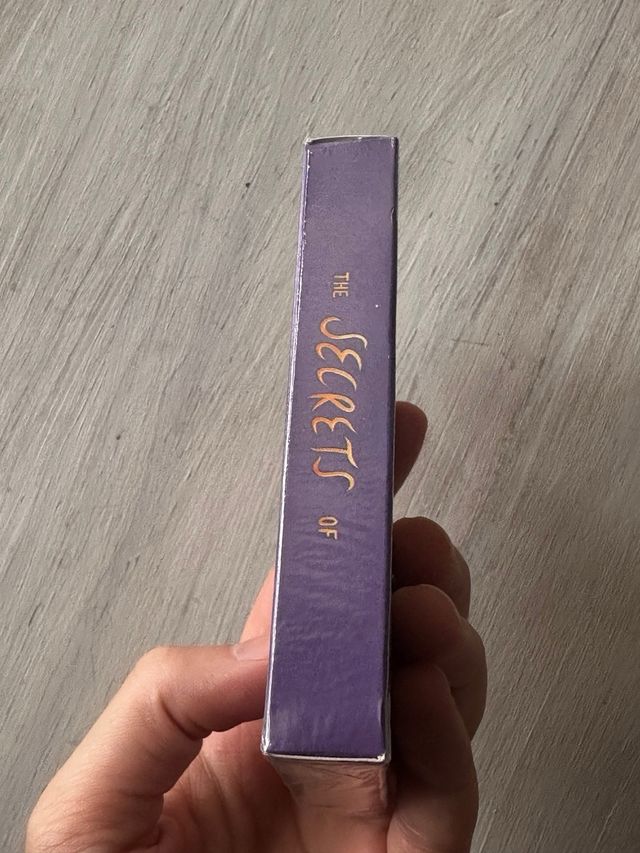 THE SECRETS OF